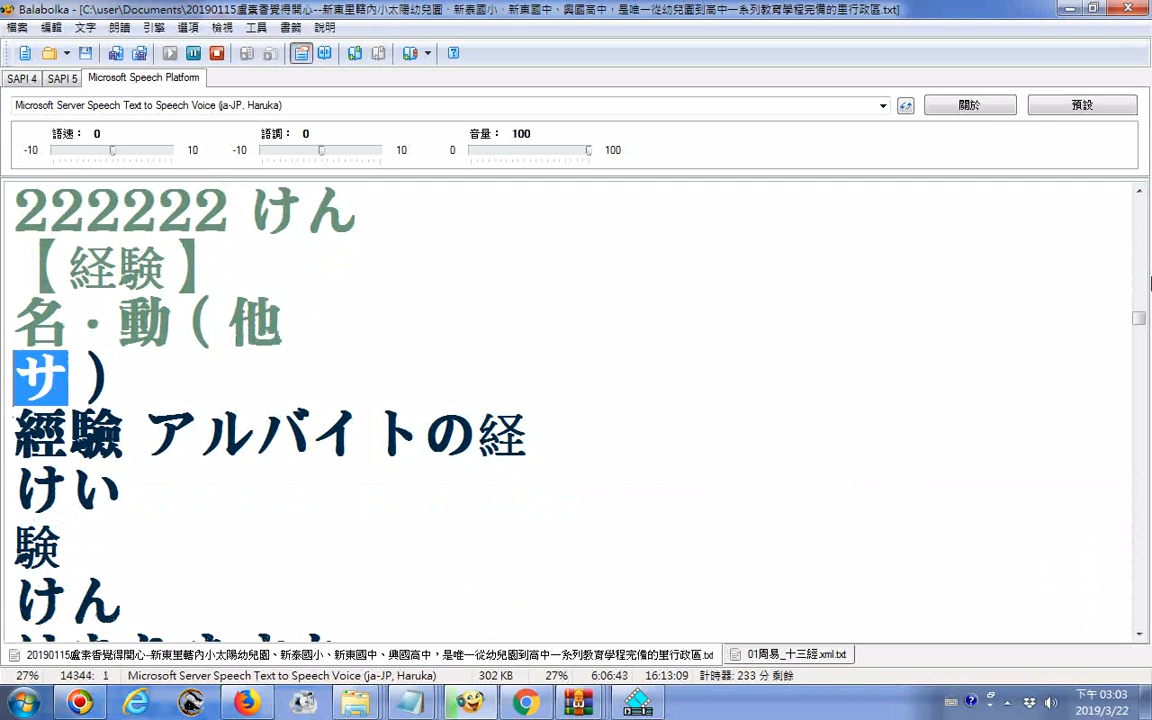 Balabolka - [C:\user\Documents\20190115盧素香覺得開心--新東里轄內小太陽幼兒園、新泰國小、新東國中、興國高中，是唯一從幼兒園到高中一系列教育學程完備的里行政區.txt]
檔案 編輯 文字 朗讀 引擎 選項 檢視 工具 書籤 說明
SAPI 4 SAPI 5 Microsoft Speech Platform
Microsoft Server Speech Text to Speech Voice (ja-JP, Haruka) 關於 預設
語速： 0 語調： 0 音量： 100
-10 10 -10 10 0 100
222222 けん
【経験】
名・動（他
サ）
經驗 アルバイトの経
けい
験
けん
20190115盧素香覺得開心--新東里轄內小太陽幼兒園、新泰國小、新東國中、興國高中，是唯一從幼兒園到高中一系列教育學程完備的里行政區.txt 01周易_十三經.xml.txt
27% 14344: 1 Microsoft Server Speech Text to Speech Voice (ja-JP, Haruka) 302 KB 27% 6:06:43 16:13:09 計時器: 233 分 剩餘
下午 03:03
2019/3/22